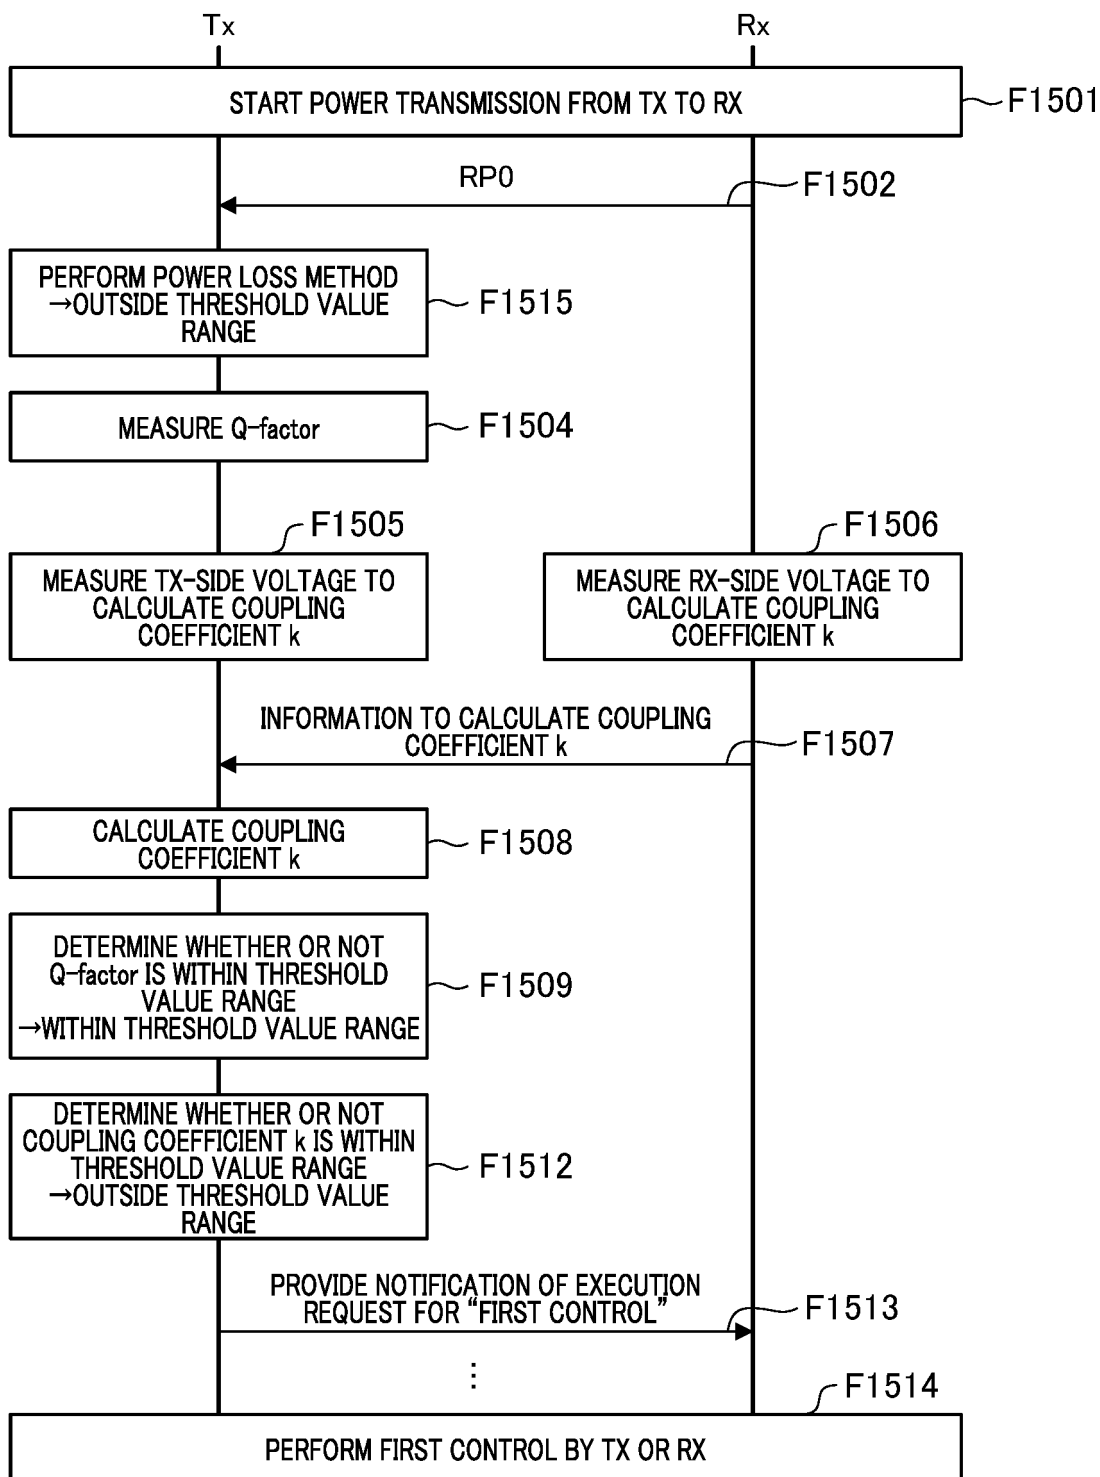 Tx
Rx
START POWER TRANSMISSION FROM TX TO RX
F1501
RP0
F1502
PERFORM POWER LOSS METHOD
→OUTSIDE THRESHOLD VALUE
RANGE
F1515
MEASURE Q-factor
F1504
F1505
MEASURE TX-SIDE VOLTAGE TO
CALCULATE COUPLING
COEFFICIENT k
F1506
MEASURE RX-SIDE VOLTAGE TO
CALCULATE COUPLING
COEFFICIENT k
INFORMATION TO CALCULATE COUPLING
COEFFICIENT k
F1507
CALCULATE COUPLING
COEFFICIENT k
F1508
DETERMINE WHETHER OR NOT
Q-factor IS WITHIN THRESHOLD
VALUE RANGE
→WITHIN THRESHOLD VALUE RANGE
F1509
DETERMINE WHETHER OR NOT
COUPLING COEFFICIENT k IS WITHIN
THRESHOLD VALUE RANGE
→OUTSIDE THRESHOLD VALUE
RANGE
F1512
PROVIDE NOTIFICATION OF EXECUTION
REQUEST FOR “FIRST CONTROL”
F1513
⋮
F1514
PERFORM FIRST CONTROL BY TX OR RX